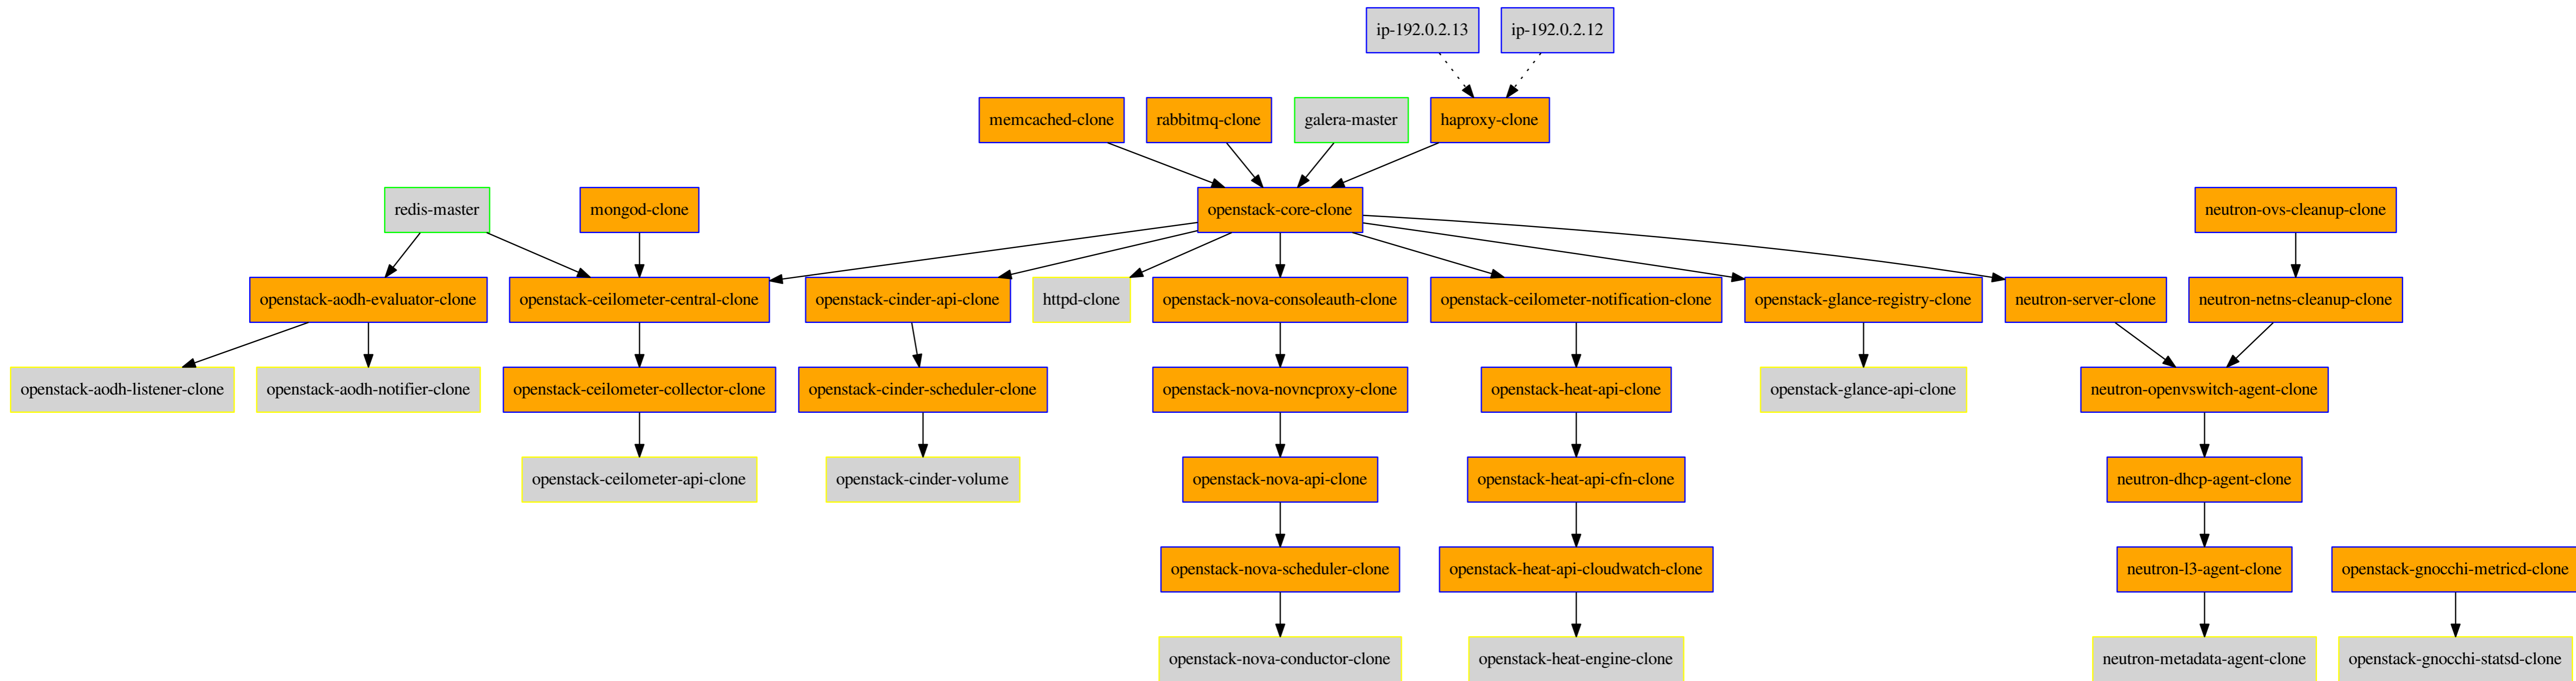 ip-192.0.2.13
ip-192.0.2.12
memcached-clone
rabbitmq-clone
galera-master
haproxy-clone
redis-master
mongod-clone
openstack-core-clone
neutron-ovs-cleanup-clone
openstack-aodh-evaluator-clone
openstack-ceilometer-central-clone
openstack-cinder-api-clone
httpd-clone
openstack-nova-consoleauth-clone
openstack-ceilometer-notification-clone
openstack-glance-registry-clone
neutron-server-clone
neutron-netns-cleanup-clone
openstack-aodh-listener-clone
openstack-aodh-notifier-clone
openstack-ceilometer-collector-clone
openstack-cinder-scheduler-clone
openstack-nova-novncproxy-clone
openstack-heat-api-clone
openstack-glance-api-clone
neutron-openvswitch-agent-clone
openstack-ceilometer-api-clone
openstack-cinder-volume
openstack-nova-api-clone
openstack-heat-api-cfn-clone
neutron-dhcp-agent-clone
openstack-nova-scheduler-clone
openstack-heat-api-cloudwatch-clone
neutron-l3-agent-clone
openstack-gnocchi-metricd-clone
openstack-nova-conductor-clone
openstack-heat-engine-clone
neutron-metadata-agent-clone
openstack-gnocchi-statsd-clone